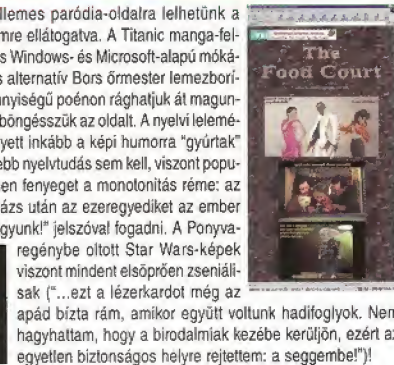 llemes paródia-oldalra lelhetünk a
mre ellátogatva. A Titanic manga-fel-
s Windows- és Microsoft-alapú móká-
s alternatív Bors őrmester lemezborí-
nnyiségű poénon rághatjuk át magun-
böngésszük az oldalt. A nyelvi lelemé-
yett inkább a képi humorra "gyúrtak"
ebb nyelvtudás sem kell, viszont popu-
en fenyeget a monotonitás réme: az
ázs után az ezeregyediket az ember
gyunk!" jelszóval fogadni. A Ponyva-
regénybe oltott Star Wars-képek
viszont mindent elsöprően zseniáli-
sak ("...ezt a lézerkardot még az
apád bízta rám, amikor együtt voltunk hadifoglyok. Nem
hagyhattam, hogy a birodalmiak kezébe kerüljön, ezért az
egyetlen biztonságos helyre rejtettem: a seggembe!")!
The
Food Court